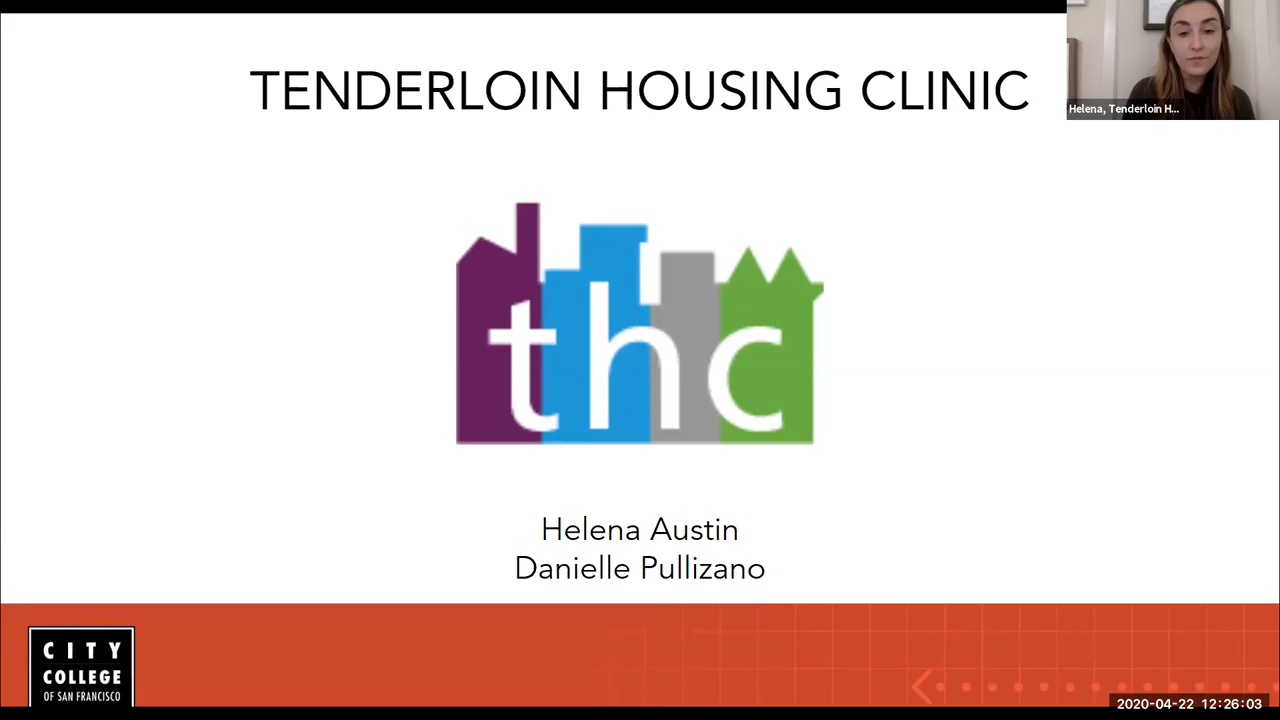 TENDERLOIN HOUSING CLINIC
Helena, Tenderloin H...
thc
Helena Austin
Danielle Pullizano
CITY
COLLEGE
OF SAN FRANCISCO
2020-04-22 12:26:03